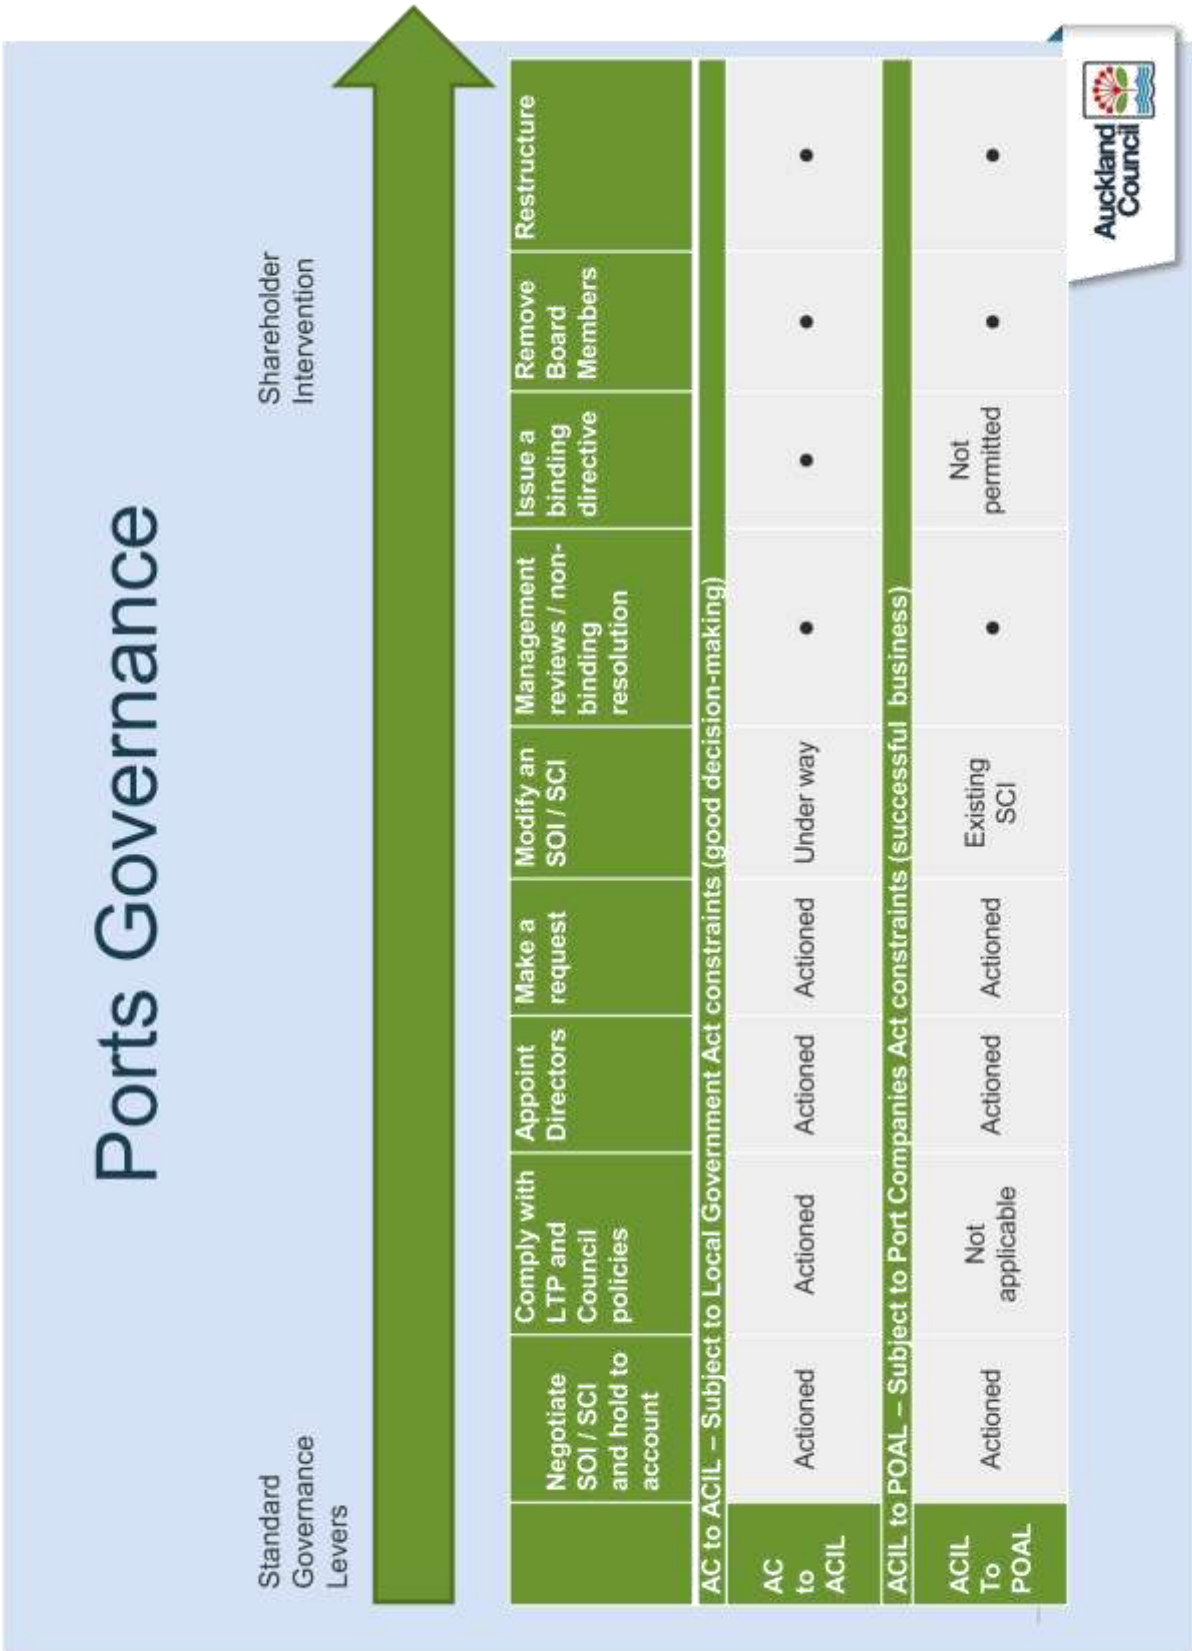 Ports Governance
Standard
Governance
Levers
Shareholder
Intervention
Negotiate
SOI / SCI
and hold to
account
Comply with
LTP and
Council
policies
Appoint
Directors
Make a
request
Modify an
SOI / SCI
Management
reviews / non-
binding
resolution
Issue a
binding
directive
Remove
Board
Members
Restructure
AC to ACIL – Subject to Local Government Act constraints (good decision-making)
AC
to
ACIL
Actioned
Actioned
Actioned
Actioned
Under way
•
•
•
•
ACIL to POAL – Subject to Port Companies Act constraints (successful  business)
ACIL
To
POAL
Actioned
Not
applicable
Actioned
Actioned
Existing
SCI
•
Not
permitted
•
•
Auckland
Council